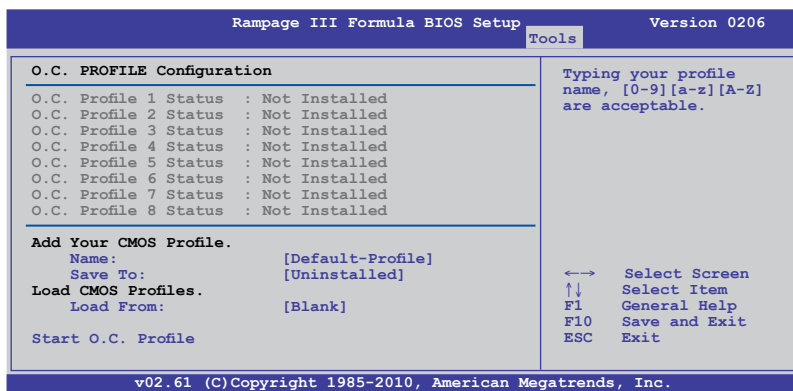 Rampage III Formula BIOS Setup Version 0206
Tools
O.C. PROFILE Configuration
O.C. Profile 1 Status : Not Installed
O.C. Profile 2 Status : Not Installed
O.C. Profile 3 Status : Not Installed
O.C. Profile 4 Status : Not Installed
O.C. Profile 5 Status : Not Installed
O.C. Profile 6 Status : Not Installed
O.C. Profile 7 Status : Not Installed
O.C. Profile 8 Status : Not Installed
Add Your CMOS Profile.
Name: [Default-Profile]
Save To: [Uninstalled]
Load CMOS Profiles.
Load From: [Blank]
Start O.C. Profile
Typing your profile
name, [0-9][a-z][A-Z]
are acceptable.
←→ Select Screen
↑↓ Select Item
F1 General Help
F10 Save and Exit
ESC Exit
v02.61 (C)Copyright 1985-2010, American Megatrends, Inc.